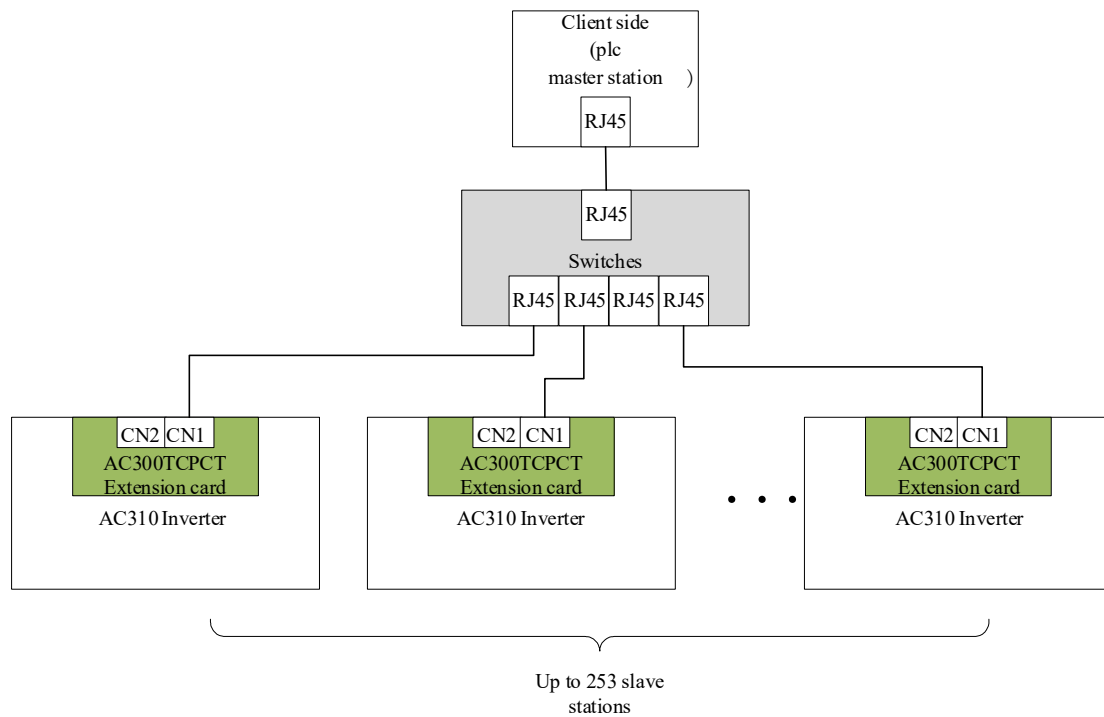 Client side
(plc
master station )
RJ45
RJ45
Switches
RJ45 RJ45 RJ45 RJ45
CN2 CN1
AC300TCPCT
Extension card
AC310 Inverter
CN2 CN1
AC300TCPCT
Extension card
AC310 Inverter
• • •
CN2 CN1
AC300TCPCT
Extension card
AC310 Inverter
Up to 253 slave
stations